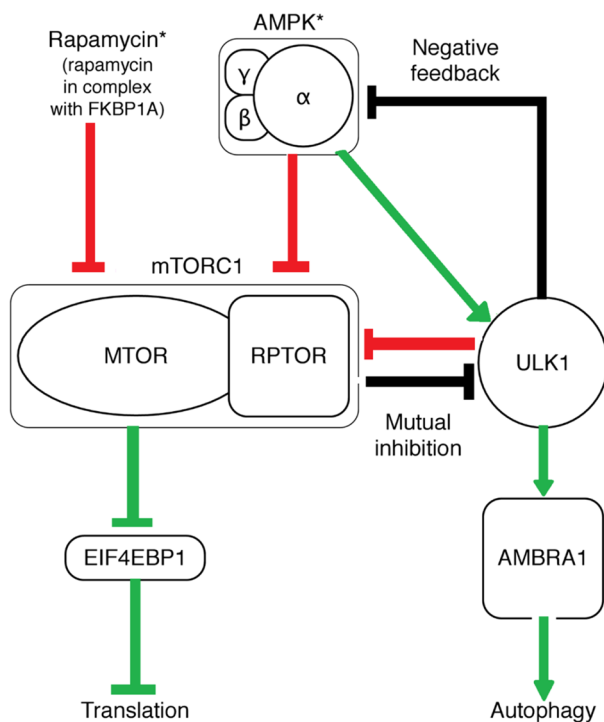 AMPK*
Rapamycin*
(rapamycin
in complex
with FKBP1A)
Negative
feedback
γ
α
β
mTORC1
MTOR
RPTOR
ULK1
Mutual
inhibition
EIF4EBP1
AMBRA1
Translation
Autophagy